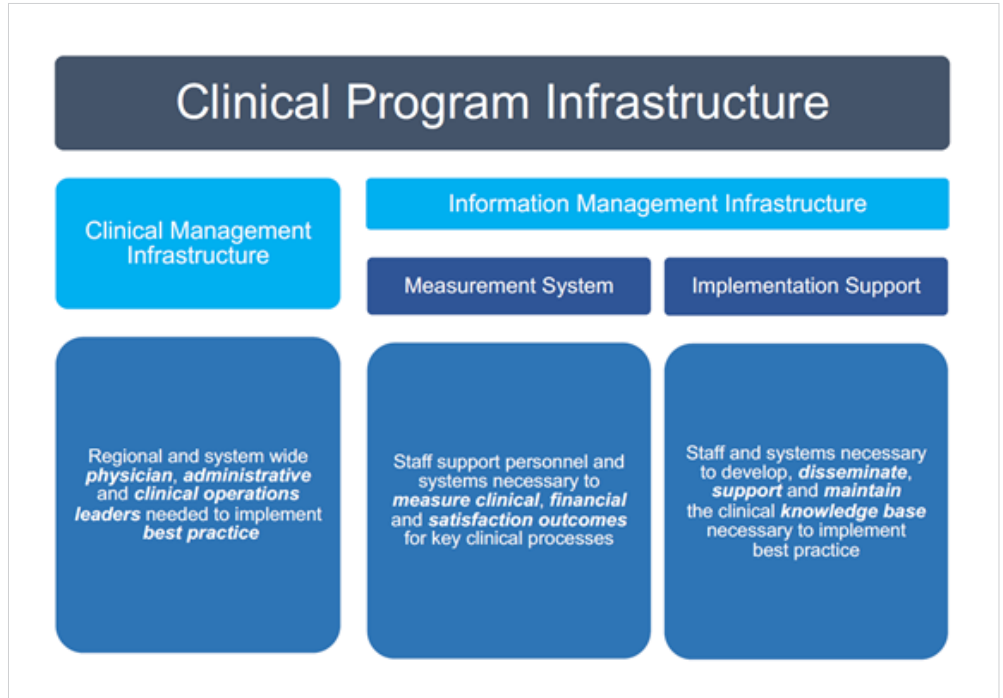 Clinical Program Infrastructure
Clinical Management
Infrastructure
Information Management Infrastructure
Measurement System
Implementation Support
Regional and system wide
physician, administrative
and clinical operations
leaders needed to implement
best practice
Staff support personnel and
systems necessary to
measure clinical, financial
and satisfaction outcomes
for key clinical processes
Staff and systems necessary
to develop, disseminate,
support and maintain
the clinical knowledge base
necessary to implement
best practice